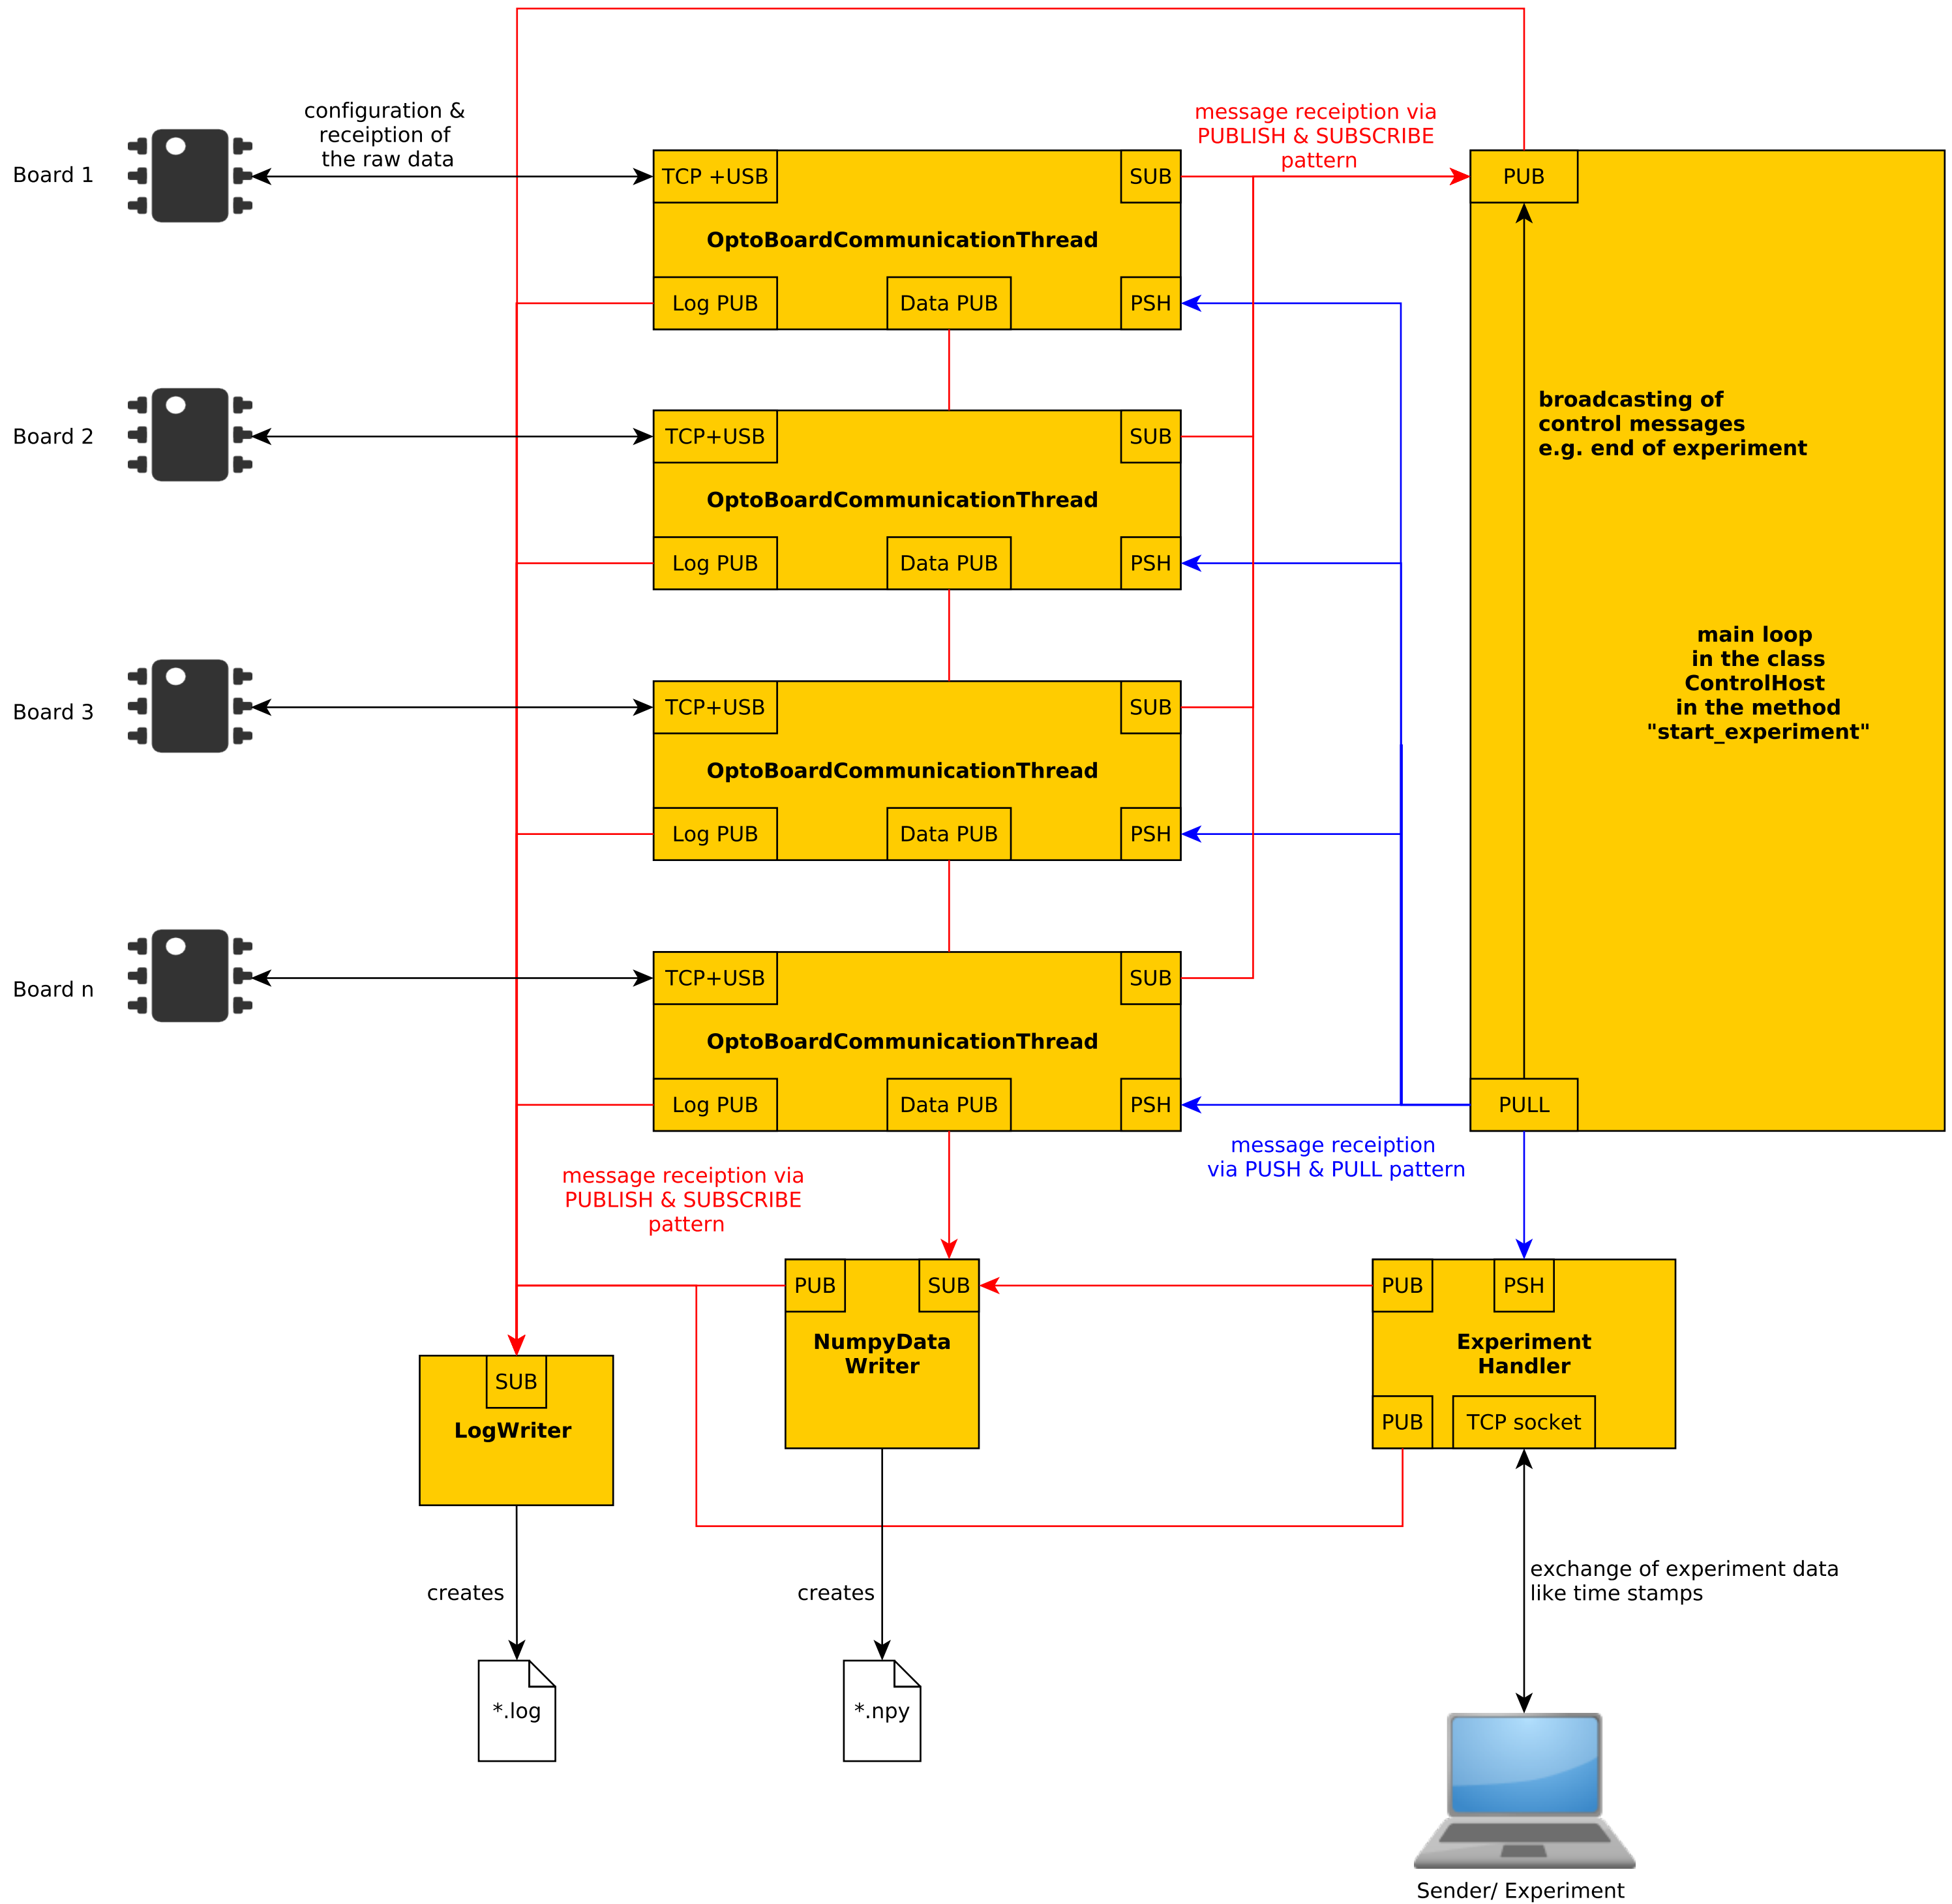 configuration &
receiption of
the raw data
message receiption via
PUBLISH & SUBSCRIBE
pattern
Board 1
TCP +USB
SUB
PUB
OptoBoardCommunicationThread
Log PUB
Data PUB
PSH
broadcasting of
control messages
e.g. end of experiment
Board 2
TCP+USB
SUB
OptoBoardCommunicationThread
Log PUB
Data PUB
PSH
main loop
in the class
ControlHost
in the method
"start_experiment"
Board 3
TCP+USB
SUB
OptoBoardCommunicationThread
Log PUB
Data PUB
PSH
Board n
TCP+USB
SUB
OptoBoardCommunicationThread
Log PUB
Data PUB
PSH
PULL
message receiption
via PUSH & PULL pattern
message receiption via
PUBLISH & SUBSCRIBE
pattern
PUB
SUB
NumpyData
Writer
PUB
PSH
Experiment
Handler
PUB
TCP socket
SUB
LogWriter
creates
creates
exchange of experiment data
like time stamps
*.log
*.npy
Sender/ Experiment